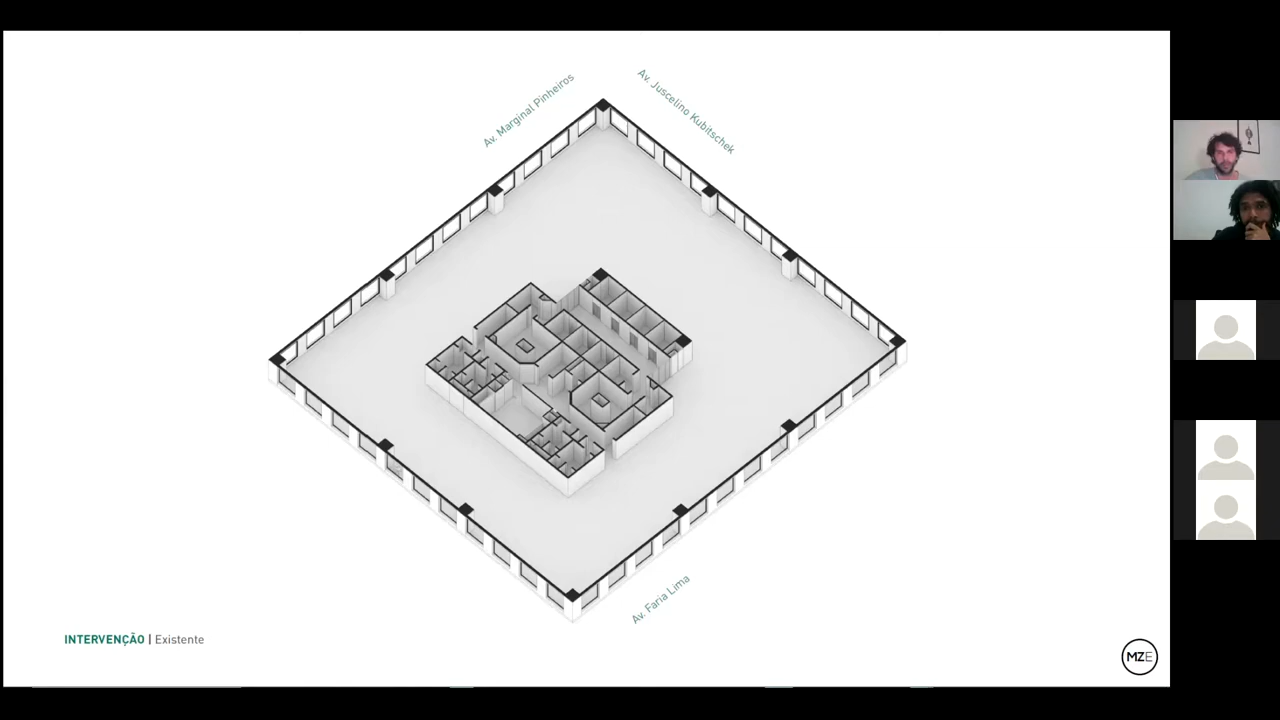 Av. Marginal Pinheiros
Av. Juscelino Kubitschek
Av. Faria Lima
INTERVENÇÃO | Existente
MZE